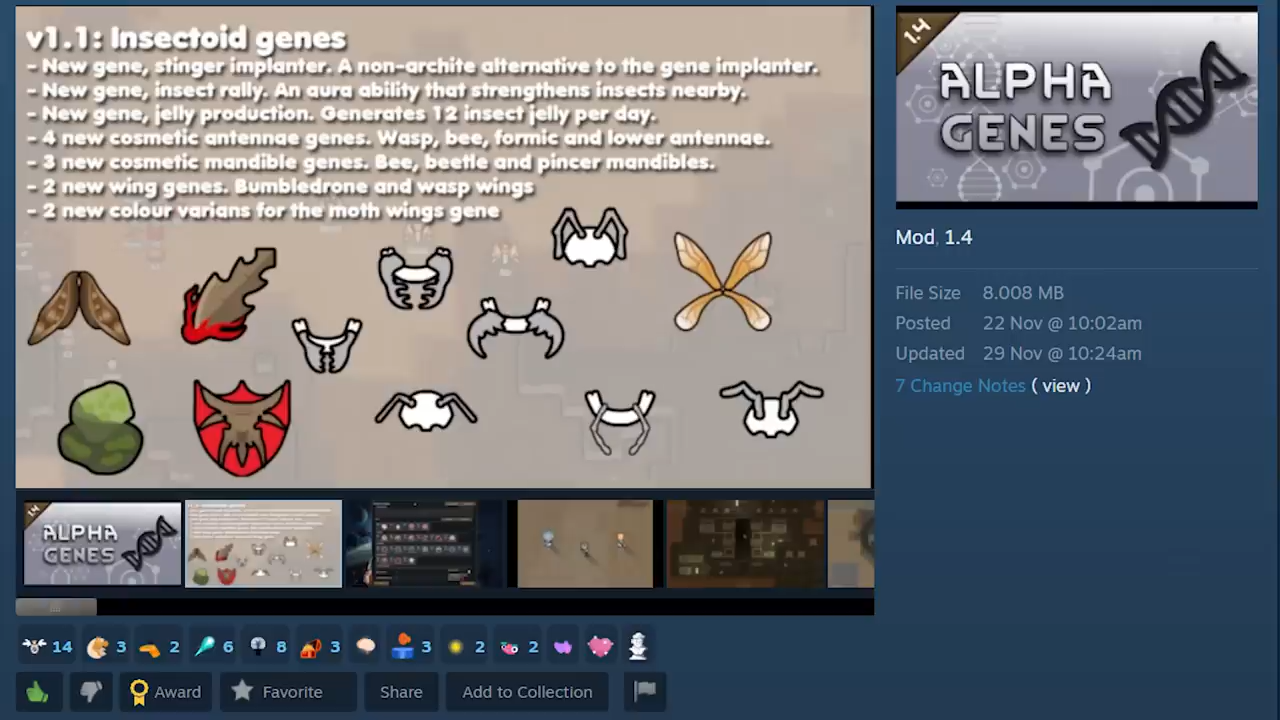 v1.1: Insectoid genes
- New gene, stinger implanter. A non-archite alternative to the gene implanter.
- New gene, insect rally. An aura ability that strengthens insects nearby.
- New gene, jelly production. Generates 12 insect jelly per day.
- 4 new cosmetic antennae genes. Wasp, bee, formic and lower antennae.
- 3 new cosmetic mandible genes. Bee, beetle and pincer mandibles.
- 2 new wing genes. Bumbledrone and wasp wings
- 2 new colour varians for the moth wings gene
1.4
ALPHA
GENES
Mod, 1.4
File Size 8.008 MB
Posted 22 Nov @ 10:02am
Updated 29 Nov @ 10:24am
7 Change Notes ( view )
1.4
ALPHA
GENES
14 3 2 6 8 3 3 2 2
Award Favorite Share Add to Collection